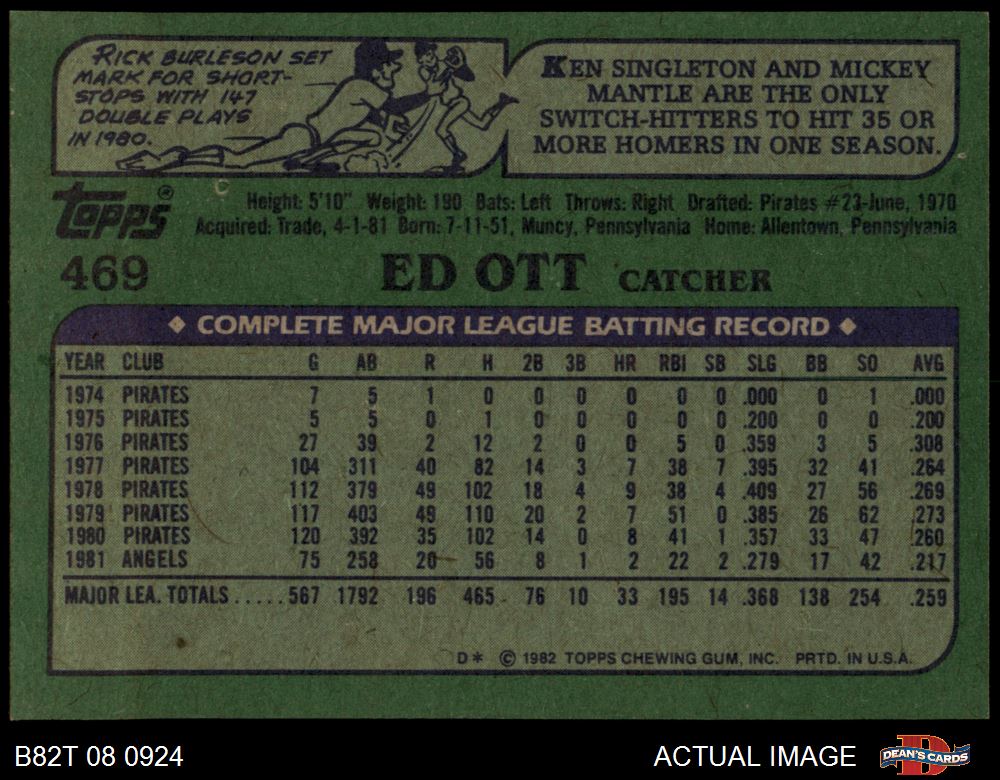 RICK BURLESON SET
MARK FOR SHORT-
STOPS WITH 147
DOUBLE PLAYS
IN 1980.
KEN SINGLETON AND MICKEY
MANTLE ARE THE ONLY
SWITCH-HITTERS TO HIT 35 OR
MORE HOMERS IN ONE SEASON.
Topps®
Height: 5'10" Weight: 190 Bats: Left Throws: Right Drafted: Pirates #23-June, 1970
Acquired: Trade, 4-1-81 Born: 7-11-51, Muncy, Pennsylvania Home: Allentown, Pennsylvania
469 ED OTT CATCHER
◆ COMPLETE MAJOR LEAGUE BATTING RECORD ◆
YEAR CLUB G AB R H 2B 3B HR RBI SB SLG BB SO AVG
1974 PIRATES 7 5 1 0 0 0 0 0 0 .000 0 1 .000
1975 PIRATES 5 5 0 1 0 0 0 0 0 .200 0 0 .200
1976 PIRATES 27 39 2 12 2 0 0 5 0 .359 3 5 .308
1977 PIRATES 104 311 40 82 14 3 7 38 7 .395 32 41 .264
1978 PIRATES 112 379 49 102 18 4 9 38 4 .409 27 56 .269
1979 PIRATES 117 403 49 110 20 2 7 51 0 .385 26 62 .273
1980 PIRATES 120 392 35 102 14 0 8 41 1 .357 33 47 .260
1981 ANGELS 75 258 20 56 8 1 2 22 2 .279 17 42 .217
MAJOR LEA. TOTALS.....567 1792 196 465 76 10 33 195 14 .368 138 254 .259
D* © 1982 TOPPS CHEWING GUM, INC. PRTD. IN U.S.A.
B82T 08 0924 ACTUAL IMAGE DEAN'S CARDS